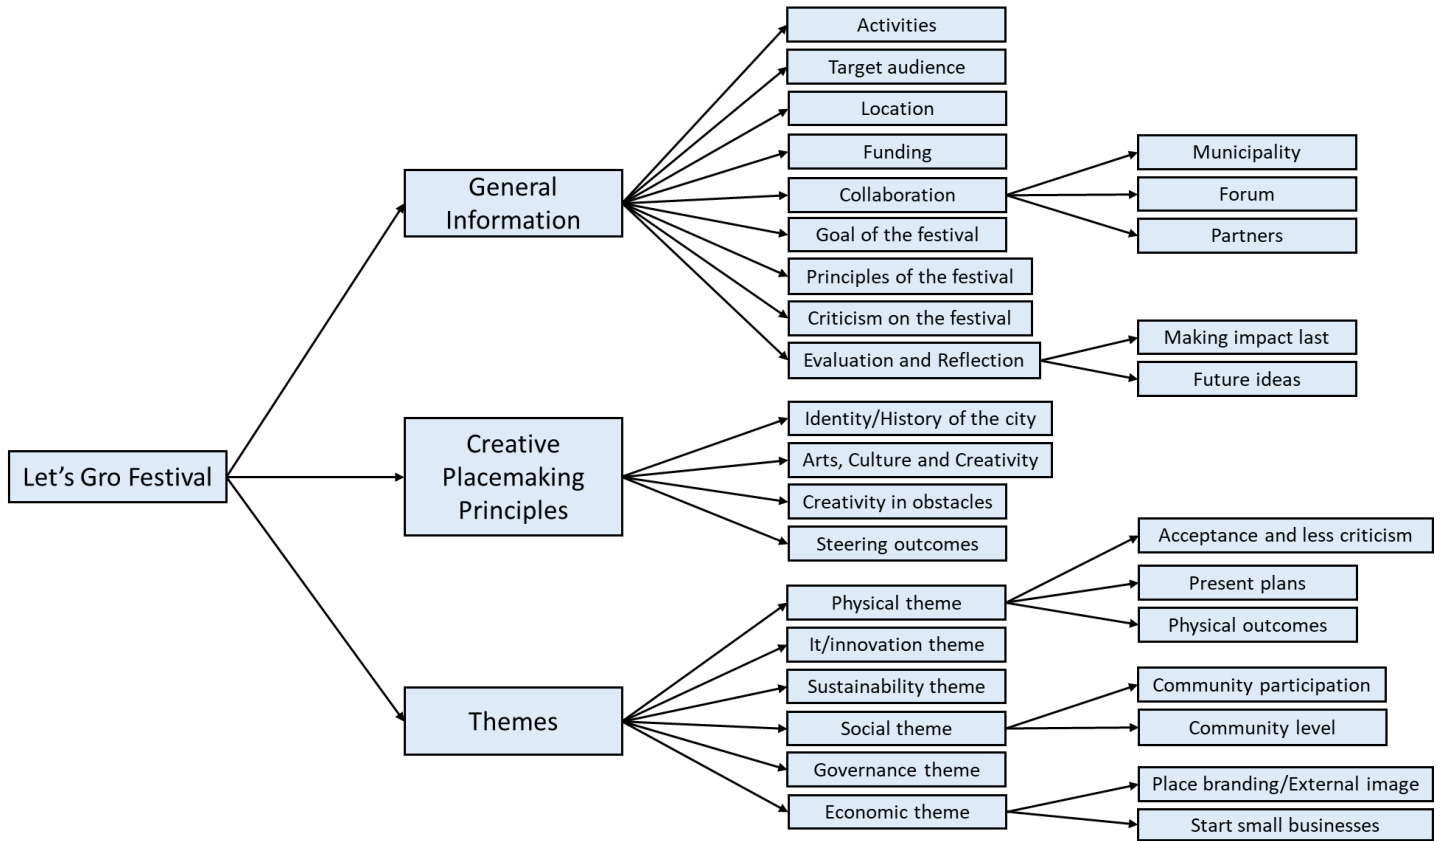 Let's Gro Festival
General
Information
Activities
Target audience
Location
Funding
Collaboration
Municipality
Forum
Partners
Goal of the festival
Principles of the festival
Criticism on the festival
Evaluation and Reflection
Making impact last
Future ideas
Creative
Placemaking
Principles
Identity/History of the city
Arts, Culture and Creativity
Creativity in obstacles
Steering outcomes
Themes
Physical theme
Acceptance and less criticism
Present plans
Physical outcomes
It/innovation theme
Sustainability theme
Social theme
Community participation
Community level
Governance theme
Economic theme
Place branding/External image
Start small businesses